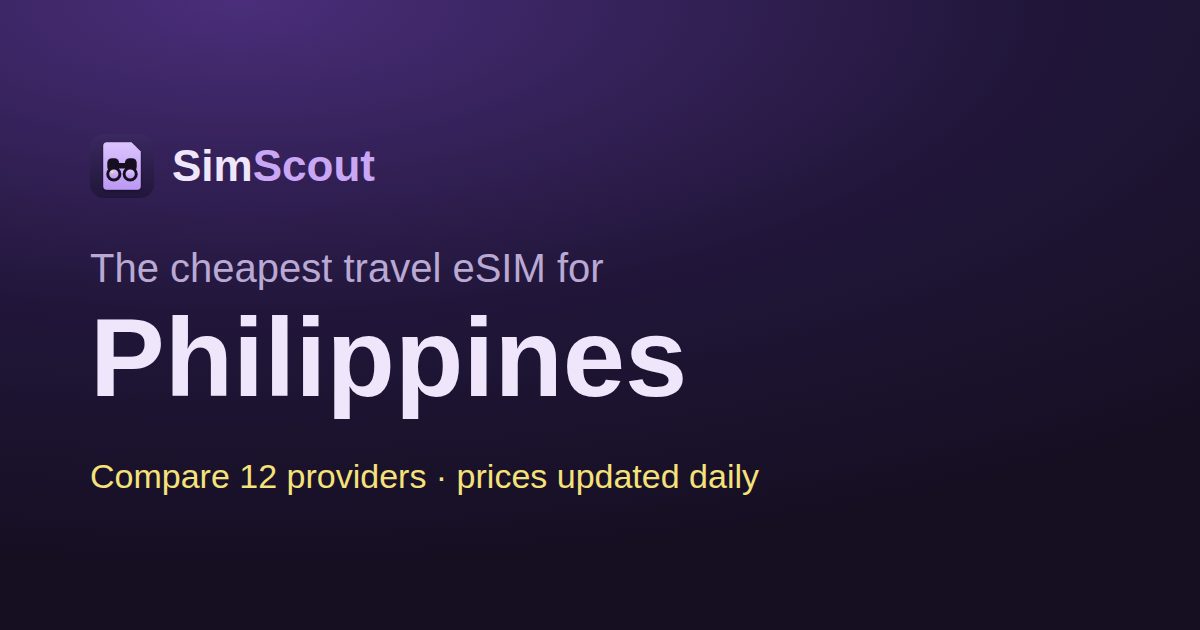 SimScout
The cheapest travel eSIM for
Philippines
Compare 12 providers · prices updated daily